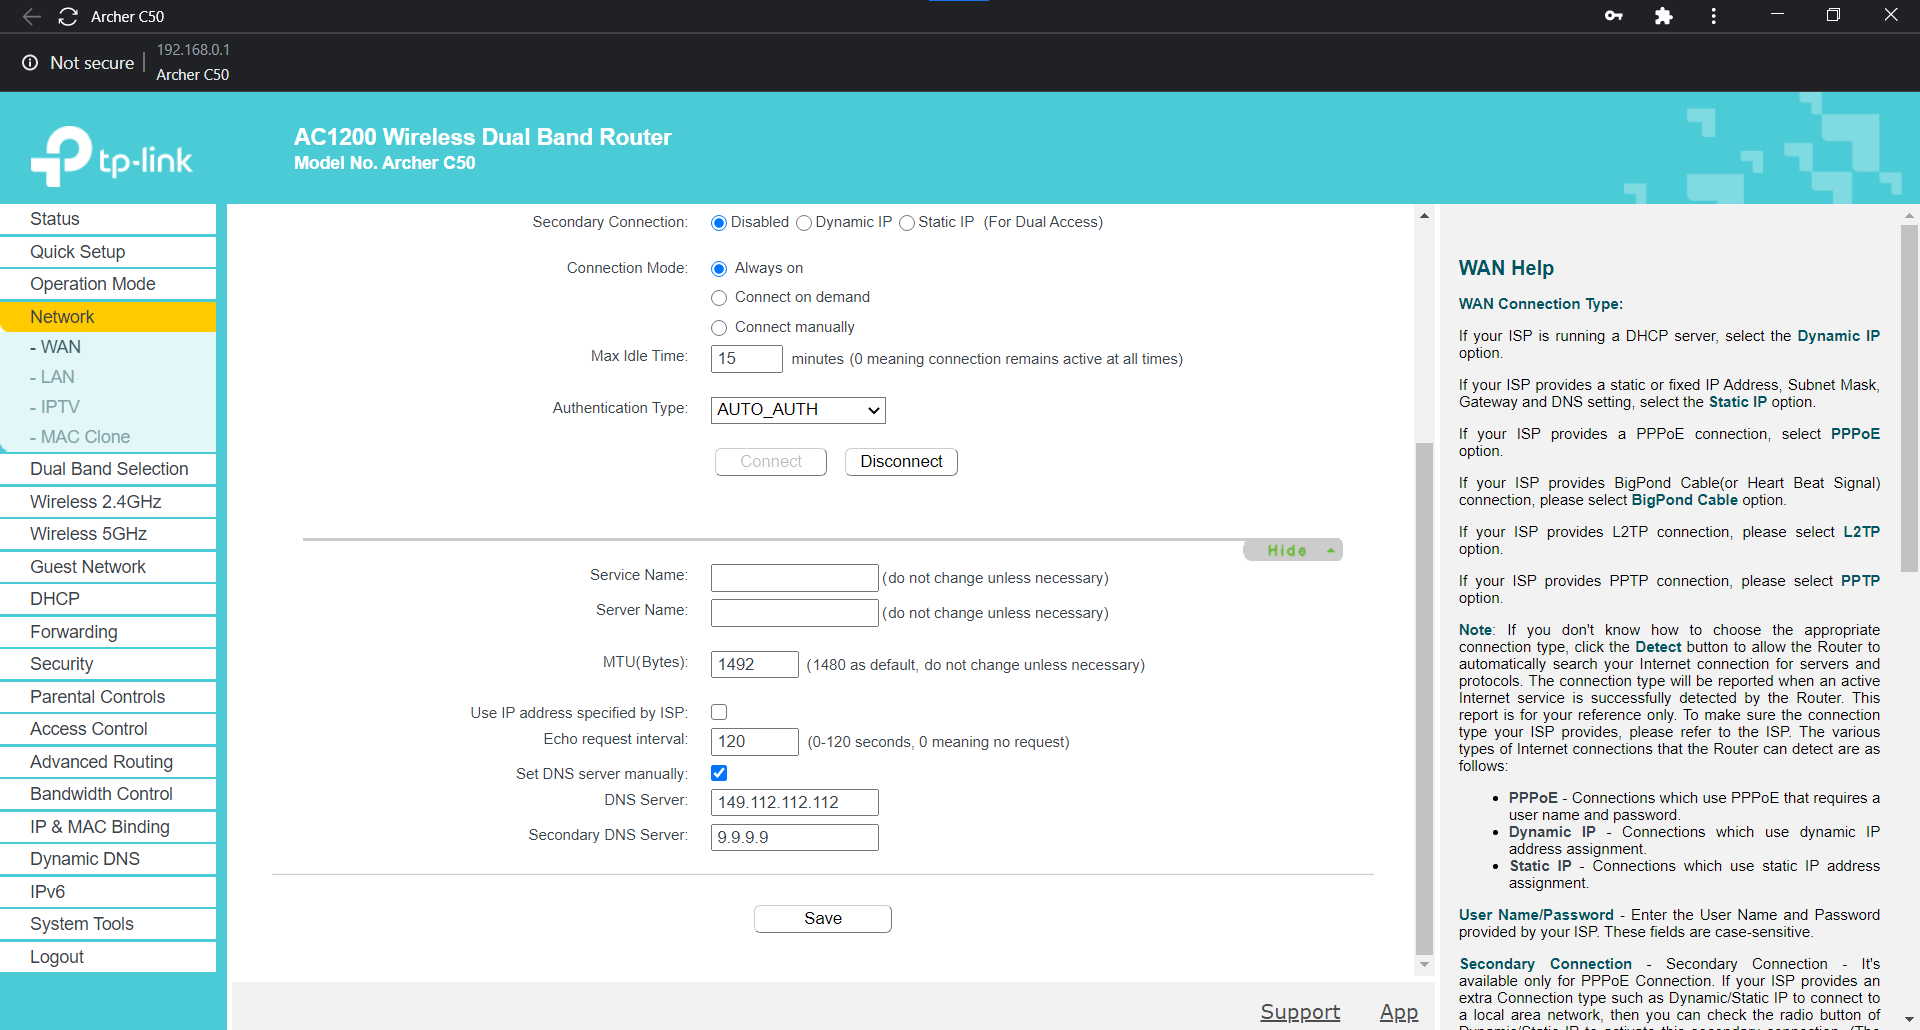 Archer C50
Not secure
192.168.0.1
Archer C50
tp-link
AC1200 Wireless Dual Band Router
Model No. Archer C50
Status
Quick Setup
Operation Mode
Network
- WAN
- LAN
- IPTV
- MAC Clone
Dual Band Selection
Wireless 2.4GHz
Wireless 5GHz
Guest Network
DHCP
Forwarding
Security
Parental Controls
Access Control
Advanced Routing
Bandwidth Control
IP & MAC Binding
Dynamic DNS
IPv6
System Tools
Logout
Secondary Connection: Disabled Dynamic IP Static IP (For Dual Access)
Connection Mode: Always on
Connect on demand
Connect manually
Max Idle Time: 15 minutes (0 meaning connection remains active at all times)
Authentication Type: AUTO_AUTH
Connect Disconnect
Hide
Service Name: (do not change unless necessary)
Server Name: (do not change unless necessary)
MTU(Bytes): 1492 (1480 as default, do not change unless necessary)
Use IP address specified by ISP:
Echo request interval: 120 (0-120 seconds, 0 meaning no request)
Set DNS server manually:
DNS Server: 149.112.112.112
Secondary DNS Server: 9.9.9.9
Save
Support App
WAN Help
WAN Connection Type:
If your ISP is running a DHCP server, select the Dynamic IP
option.
If your ISP provides a static or fixed IP Address, Subnet Mask,
Gateway and DNS setting, select the Static IP option.
If your ISP provides a PPPoE connection, select PPPoE
option.
If your ISP provides BigPond Cable(or Heart Beat Signal)
connection, please select BigPond Cable option.
If your ISP provides L2TP connection, please select L2TP
option.
If your ISP provides PPTP connection, please select PPTP
option.
Note: If you don't know how to choose the appropriate
connection type, click the Detect button to allow the Router to
automatically search your Internet connection for servers and
protocols. The connection type will be reported when an active
Internet service is successfully detected by the Router. This
report is for your reference only. To make sure the connection
type your ISP provides, please refer to the ISP. The various
types of Internet connections that the Router can detect are as
follows:
• PPPoE - Connections which use PPPoE that requires a
user name and password.
• Dynamic IP - Connections which use dynamic IP
address assignment.
• Static IP - Connections which use static IP address
assignment.
User Name/Password - Enter the User Name and Password
provided by your ISP. These fields are case-sensitive.
Secondary Connection - Secondary Connection - It's
available only for PPPoE Connection. If your ISP provides an
extra Connection type such as Dynamic/Static IP to connect to
a local area network, then you can check the radio button of
Dynamic/Static IP to activate this secondary connection. (The